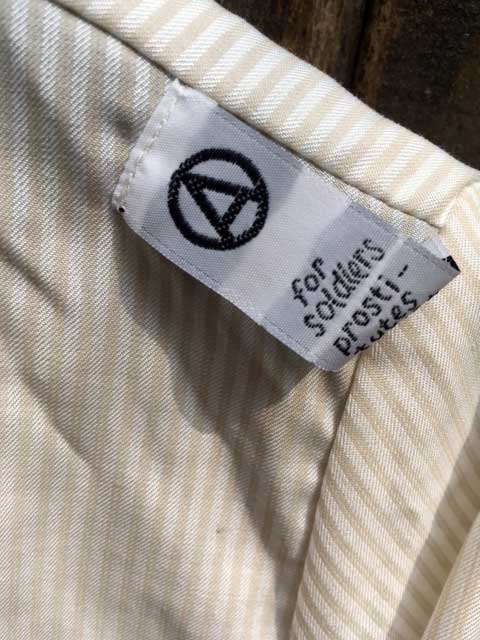 A
for
soldiers
prosti-
tutes